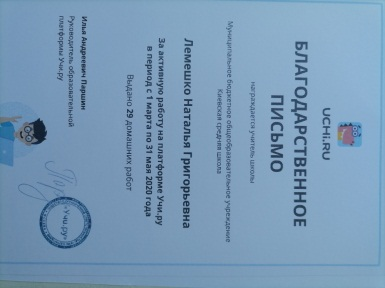 UCHi.RU
БЛАГОДАРСТВЕННОЕ
ПИСЬМО
награждается учитель школы
Муниципальное бюджетное общеобразовательное учреждение
Киевская средняя школа
Лемешко Наталья Григорьевна
За активную работу на платформе Учи.ру
в период с 1 марта по 31 мая 2020 года
Выдано 29 домашних работ
Илья Андреевич Паршин
Руководитель образовательной
платформы Учи.ру
«Учи.ру»